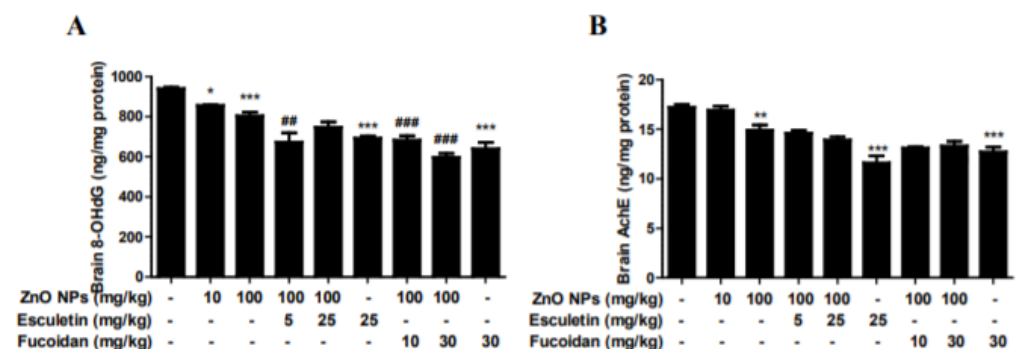 A
B
Brain 8-OHdG (ng/mg protein)
1000
800
600
400
200
0
* *** ## *** ### ### ***
ZnO NPs (mg/kg) - 10 100 100 100 - 100 100 -
Esculetin (mg/kg) - - - 5 25 25 - - -
Fucoidan (mg/kg) - - - - - - 10 30 30
Brain AchE (ng/mg protein)
20
15
10
5
0
** *** ***
ZnO NPs (mg/kg) - 10 100 100 100 - 100 100 -
Esculetin (mg/kg) - - - 5 25 25 - - -
Fucoidan (mg/kg) - - - - - - 10 30 30